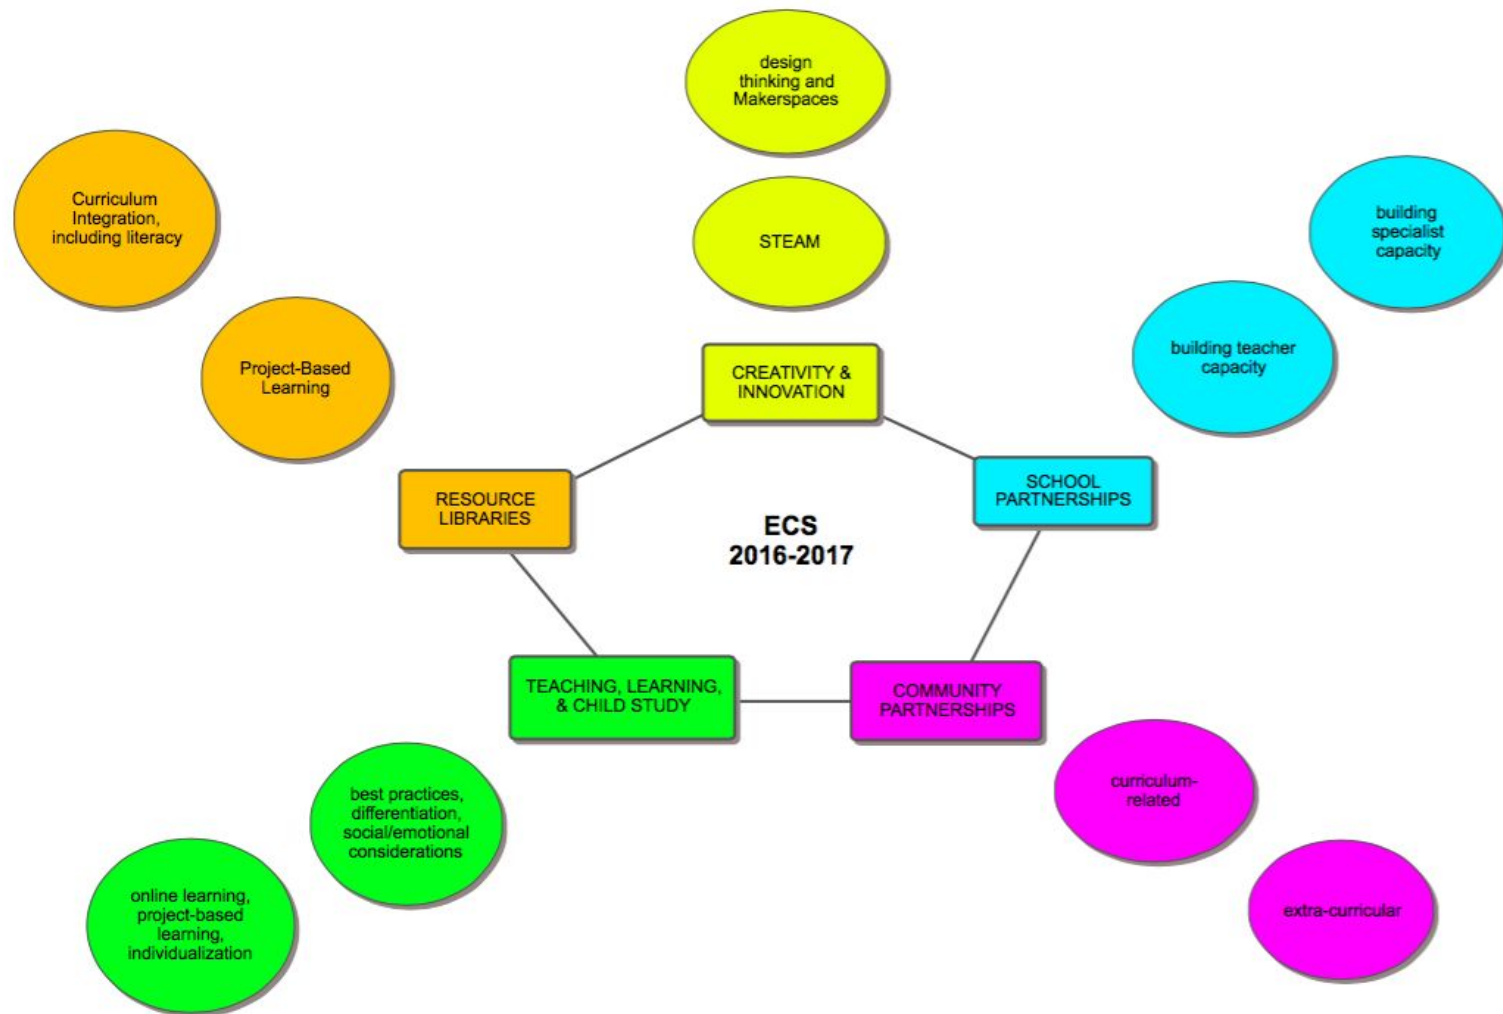 design
thinking and
Makerspaces
STEAM
CREATIVITY &
INNOVATION
Curriculum
Integration,
including literacy
Project-Based
Learning
RESOURCE
LIBRARIES
building
specialist
capacity
building teacher
capacity
SCHOOL
PARTNERSHIPS
ECS
2016-2017
TEACHING, LEARNING,
& CHILD STUDY
best practices,
differentiation,
social/emotional
considerations
online learning,
project-based
learning,
individualization
COMMUNITY
PARTNERSHIPS
curriculum-
related
extra-curricular